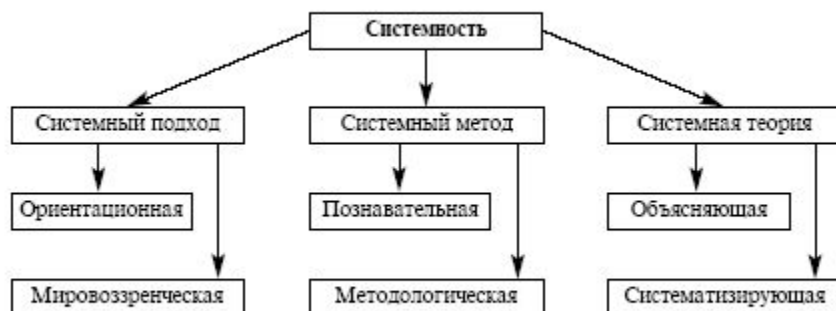 Системность
Системный подход
Системный метод
Системная теория
Ориентационная
Познавательная
Объясняющая
Мировоззренческая
Методологическая
Систематизирующая